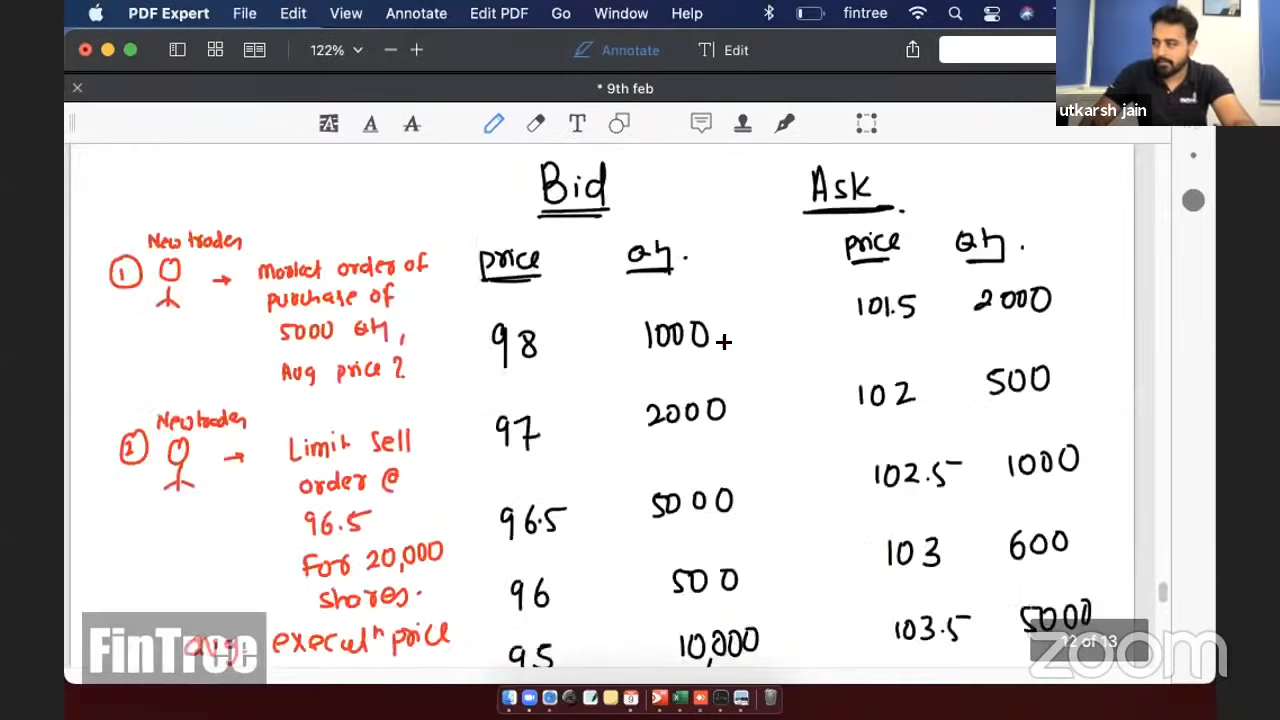 PDF Expert File Edit View Annotate Edit PDF Go Window Help fintree
122% Annotate T Edit
* 9th feb
utkarsh jain
Bid Ask
price Qty. price Qty.
98 1000 101.5 2000
97 2000 102 500
96.5 5000 102.5 1000
96 500 103 600
95 10,000 103.5 5000
1 New trader
Market order of
purchase of
5000 Qty,
Avg price?
2 New trader
Limit Sell
order @
96.5
For 20,000
shares.
avg. executn price
FinTree
12 of 13
zoom